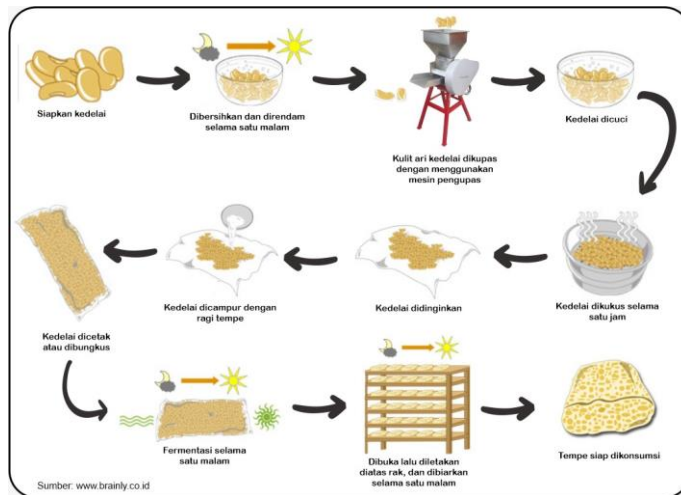 Siapkan kedelai
Dibersihkan dan direndam
selama satu malam
Kulit ari kedelai dikupas
dengan menggunakan
mesin pengupas
Kedelai dicuci
Kedelai dikukus selama
satu jam
Kedelai didinginkan
Kedelai dicampur dengan
ragi tempe
Kedelai dicetak
atau dibungkus
Fermentasi selama
satu malam
Dibuka lalu diletakan
diatas rak, dan dibiarkan
selama satu malam
Tempe siap dikonsumsi
Sumber: www.brainly.co.id